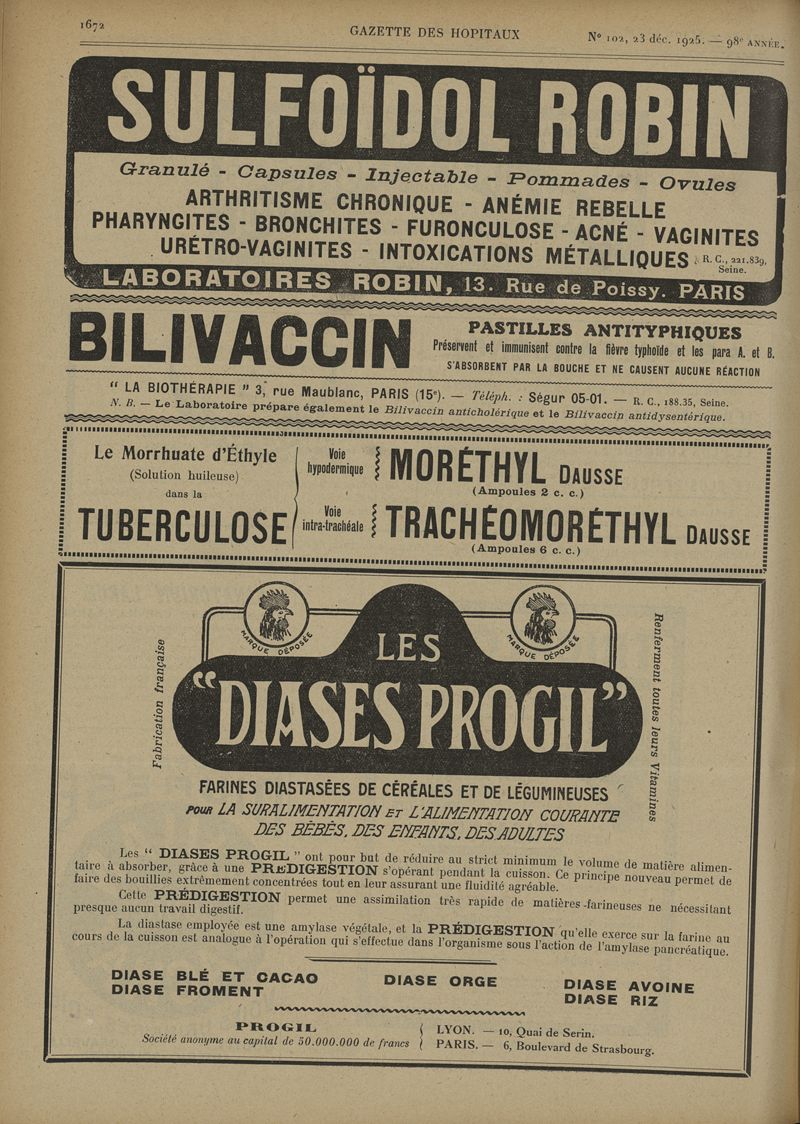 1672
GAZETTE DES HOPITAUX
N° 102, 23 déc. 1925. — 98e ANNÉE.
SULFOÏDOL ROBIN
Granulé - Capsules - Injectable - Pommades - Ovules
ARTHRITISME CHRONIQUE - ANÉMIE REBELLE
PHARYNGITES - BRONCHITES - FURONCULOSE - ACNÉ - VAGINITES
URÉTRO-VAGINITES - INTOXICATIONS MÉTALLIQUES
R. C., 221.839,
Seine.
LABORATOIRES ROBIN, 13. Rue de Poissy. PARIS
BILIVACCIN
PASTILLES ANTITYPHIQUES
Préservent et immunisent contre la fièvre typhoïde et les para A. et B.
S'ABSORBENT PAR LA BOUCHE ET NE CAUSENT AUCUNE RÉACTION
“ LA BIOTHÉRAPIE ” 3, rue Maublanc, PARIS (15e). — Téléph. : Ségur 05-01. — R. C., 188.35, Seine.
N. B. — Le Laboratoire prépare également le Bilivaccin anticholérique et le Bilivaccin antidysentérique.
Le Morrhuate d'Éthyle
(Solution huileuse)
dans la
TUBERCULOSE
Voie
hypodermique
MORÉTHYL DAUSSE
(Ampoules 2 c. c.)
Voie
intra-trachéale
TRACHÉOMORÉTHYL DAUSSE
(Ampoules 6 c. c.)
MARQUE DÉPOSÉE
MARQUE DÉPOSÉE
Fabrication française
LES
“DIASES PROGIL”
Renferment toutes leurs Vitamines
FARINES DIASTASÉES DE CÉRÉALES ET DE LÉGUMINEUSES
POUR LA SURALIMENTATION ET L'ALIMENTATION COURANTE
DES BÉBÉS, DES ENFANTS, DES ADULTES
Les “ DIASES PROGIL ” ont pour but de réduire au strict minimum le volume de matière alimen-
taire à absorber, grâce à une PREDIGESTION s'opérant pendant la cuisson. Ce principe nouveau permet de
faire des bouillies extrêmement concentrées tout en leur assurant une fluidité agréable.
Cette PRÉDIGESTION permet une assimilation très rapide de matières farineuses ne nécessitant
presque aucun travail digestif.
La diastase employée est une amylase végétale, et la PRÉDIGESTION qu'elle exerce sur la farine au
cours de la cuisson est analogue à l'opération qui s'effectue dans l'organisme sous l'action de l'amylase pancréatique.
DIASE BLÉ ET CACAO
DIASE FROMENT
DIASE ORGE
DIASE AVOINE
DIASE RIZ
PROGIL
Société anonyme au capital de 50.000.000 de francs
LYON. — 10, Quai de Serin.
PARIS. — 6, Boulevard de Strasbourg.